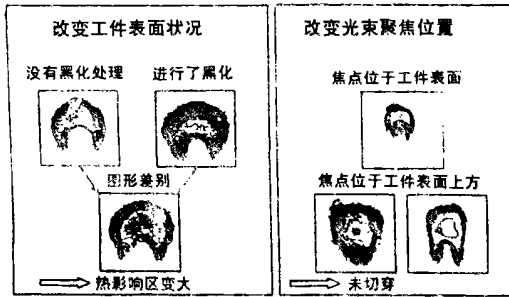 改变工件表面状况
没有黑化处理
进行了黑化
图形差别
热影响区变大
改变光束聚焦位置
焦点位于工件表面
焦点位于工件表面上方
未切穿